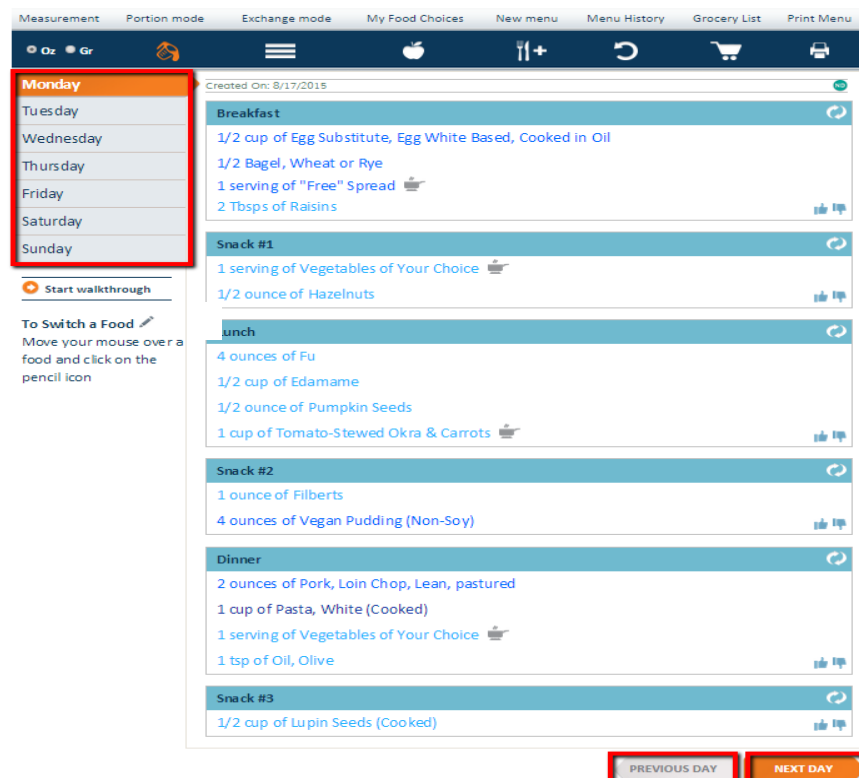 Measurement Portion mode Exchange mode My Food Choices New menu Menu History Grocery List Print Menu
Oz Gr
Monday
Tuesday
Wednesday
Thursday
Friday
Saturday
Sunday
Start walkthrough
To Switch a Food
Move your mouse over a
food and click on the
pencil icon
Created On: 8/17/2015
ND
Breakfast
1/2 cup of Egg Substitute, Egg White Based, Cooked in Oil
1/2 Bagel, Wheat or Rye
1 serving of "Free" Spread
2 Tbsps of Raisins
Snack #1
1 serving of Vegetables of Your Choice
1/2 ounce of Hazelnuts
unch
4 ounces of Fu
1/2 cup of Edamame
1/2 ounce of Pumpkin Seeds
1 cup of Tomato-Stewed Okra & Carrots
Snack #2
1 ounce of Filberts
4 ounces of Vegan Pudding (Non-Soy)
Dinner
2 ounces of Pork, Loin Chop, Lean, pastured
1 cup of Pasta, White (Cooked)
1 serving of Vegetables of Your Choice
1 tsp of Oil, Olive
Snack #3
1/2 cup of Lupin Seeds (Cooked)
PREVIOUS DAY NEXT DAY